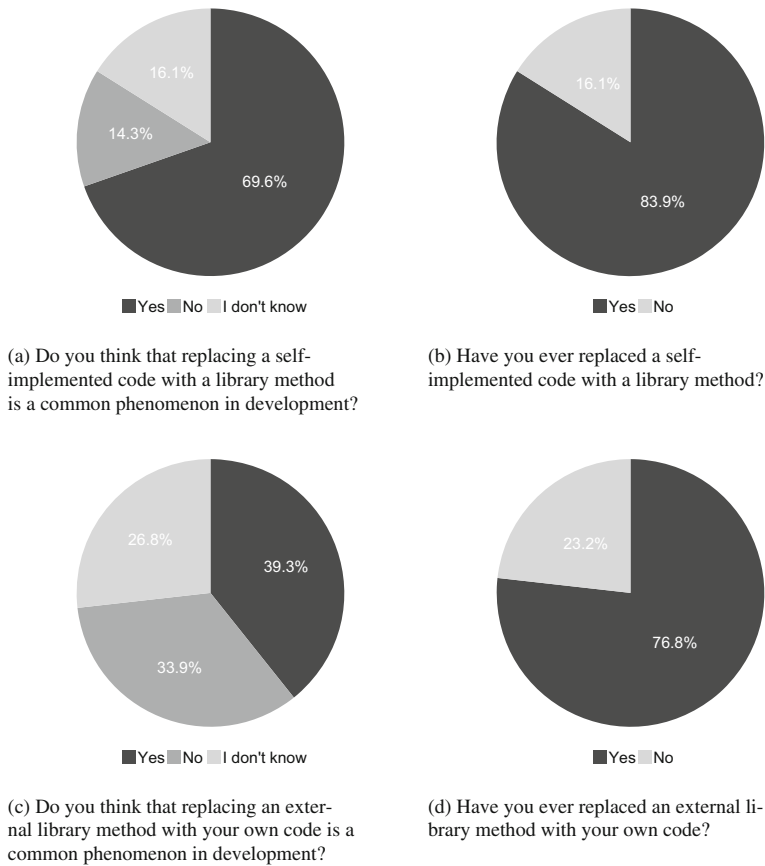 16.1%
14.3%
69.6%
Yes No I don't know
(a) Do you think that replacing a self-
implemented code with a library method
is a common phenomenon in development?
16.1%
83.9%
Yes No
(b) Have you ever replaced a self-
implemented code with a library method?
26.8%
39.3%
33.9%
Yes No I don't know
(c) Do you think that replacing an exter-
nal library method with your own code is a
common phenomenon in development?
23.2%
76.8%
Yes No
(d) Have you ever replaced an external li-
brary method with your own code?